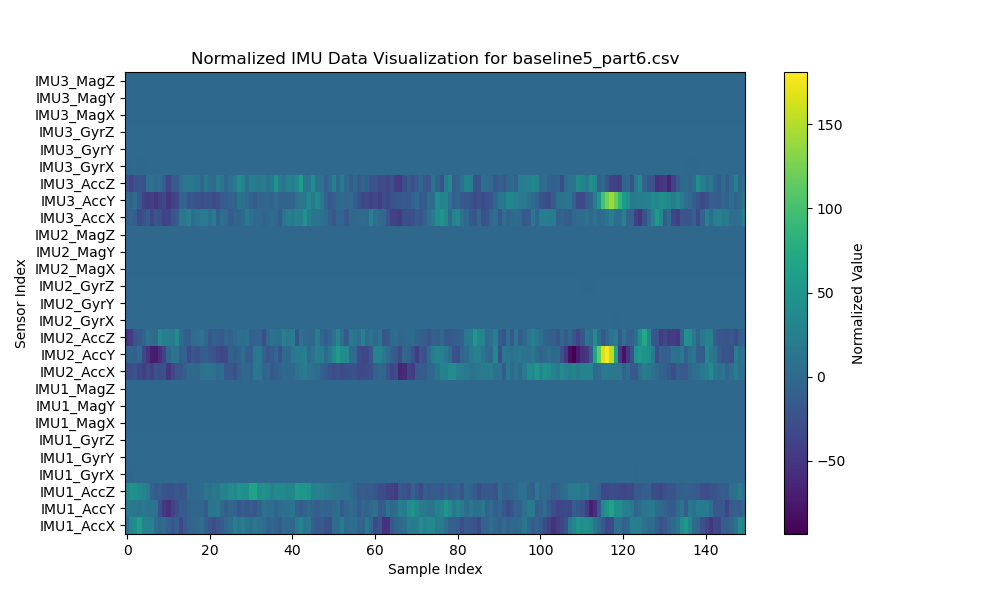 Normalized IMU Data Visualization for baseline5_part6.csv
IMU3_MagZ
IMU3_MagY
IMU3_MagX
IMU3_GyrZ
IMU3_GyrY
IMU3_GyrX
IMU3_AccZ
IMU3_AccY
IMU3_AccX
IMU2_MagZ
IMU2_MagY
IMU2_MagX
IMU2_GyrZ
IMU2_GyrY
IMU2_GyrX
IMU2_AccZ
IMU2_AccY
IMU2_AccX
IMU1_MagZ
IMU1_MagY
IMU1_MagX
IMU1_GyrZ
IMU1_GyrY
IMU1_GyrX
IMU1_AccZ
IMU1_AccY
IMU1_AccX
Sensor Index
0 20 40 60 80 100 120 140
Sample Index
150
100
50
0
−50
Normalized Value